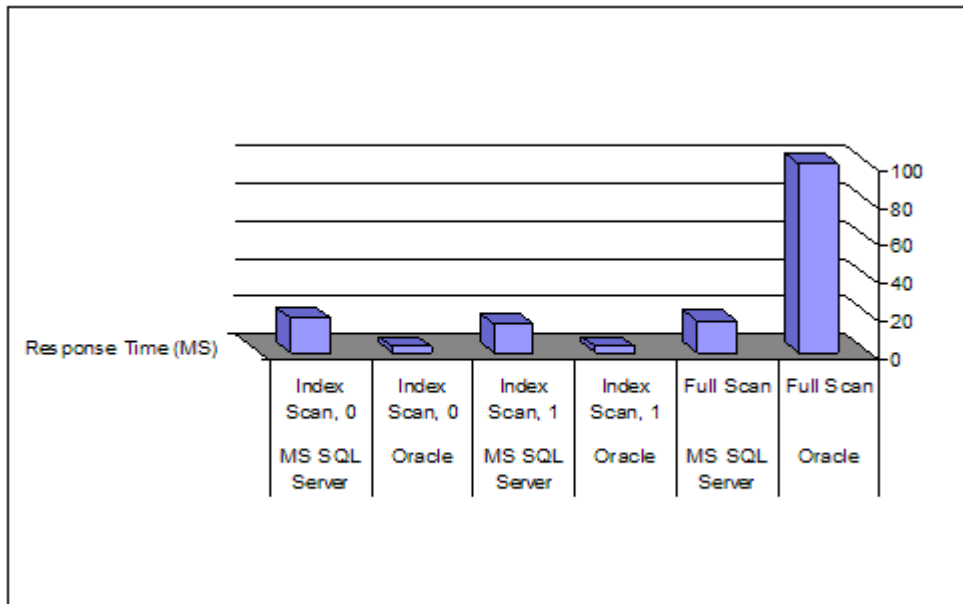 100
80
60
40
20
0
Response Time (MS)
Index Index Index Index Full Scan Full Scan
Scan, 0 Scan, 0 Scan, 1 Scan, 1
MS SQL Oracle MS SQL Oracle MS SQL Oracle
Server Server Server